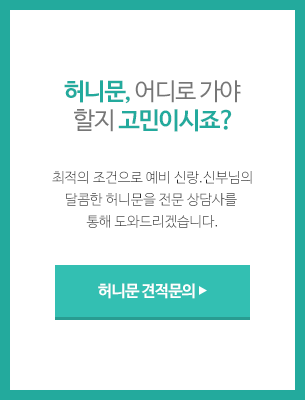 허니문, 어디로 가야
할지 고민이시죠?
최적의 조건으로 예비 신랑.신부님의
달콤한 허니문을 전문 상담사를
통해 도와드리겠습니다.
허니문 견적문의 ▶